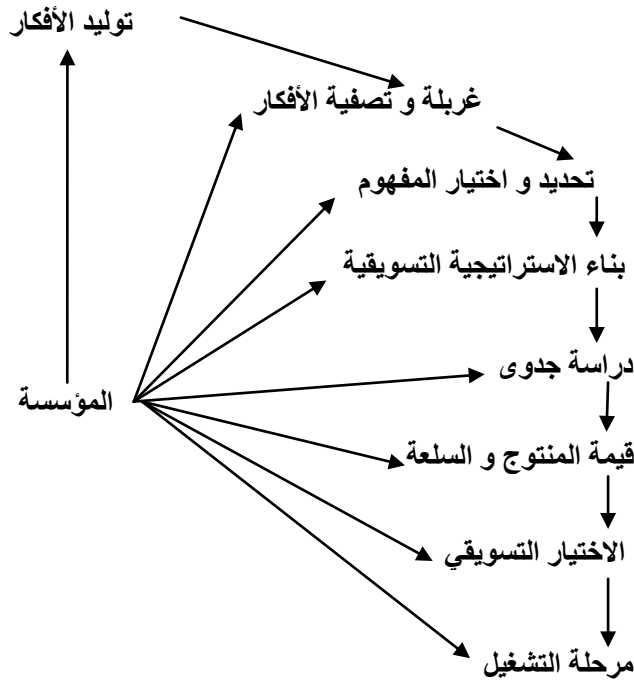 توليد الأفكار
غربلة و تصفية الأفكار
تحديد و اختيار المفهوم
بناء الاستراتيجية التسويقية
دراسة جدوى
المؤسسة
قيمة المنتوج و السلعة
الاختيار التسويقي
مرحلة التشغيل